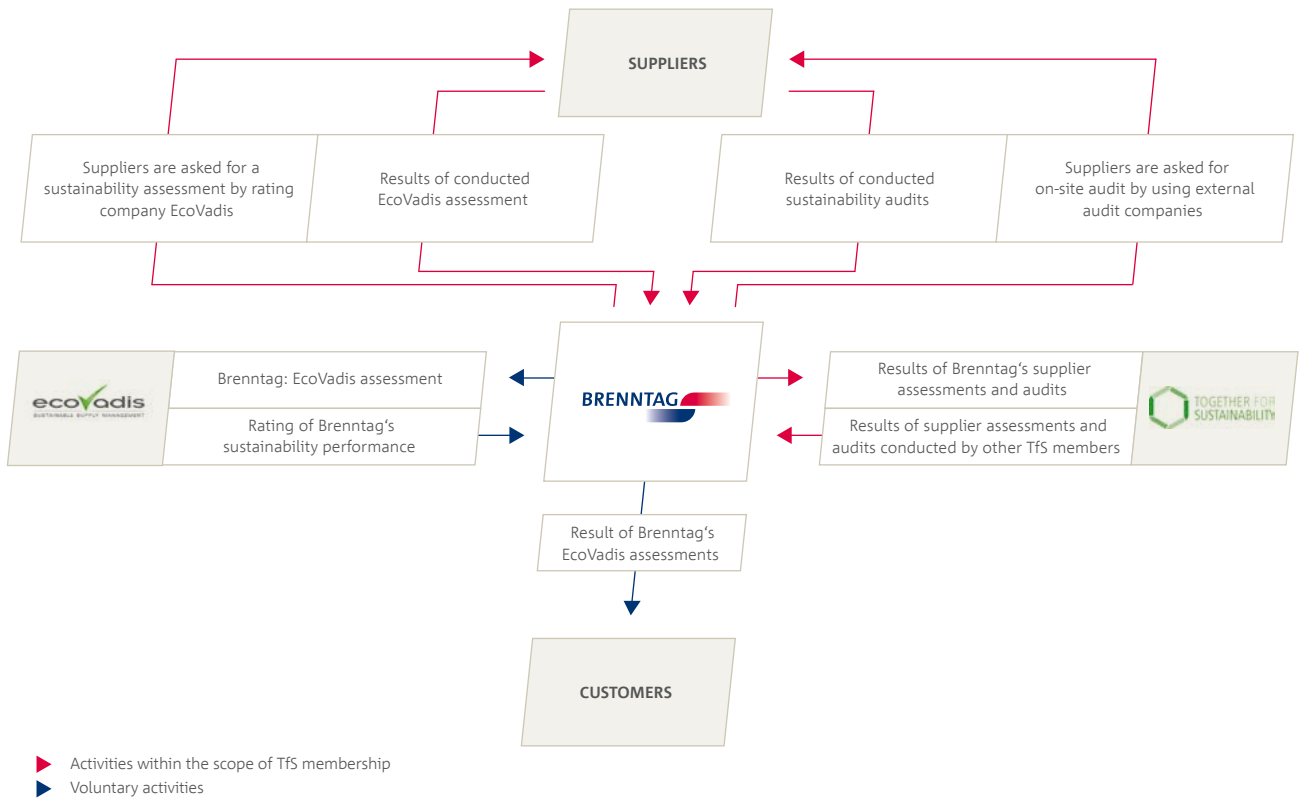 SUPPLIERS
Suppliers are asked for a
sustainability assessment by rating
company EcoVadis
Results of conducted
EcoVadis assessment
Results of conducted
sustainability audits
Suppliers are asked for
on-site audit by using external
audit companies
ecovadis
SUSTAINABLE SUPPLY MANAGEMENT
Brenntag: EcoVadis assessment
Rating of Brenntag‘s
sustainability performance
BRENNTAG
Results of Brenntag‘s supplier
assessments and audits
Results of supplier assessments and
audits conducted by other TfS members
TOGETHER FOR
SUSTAINABILITY
Result of Brenntag‘s
EcoVadis assessments
CUSTOMERS
Activities within the scope of TfS membership
Voluntary activities